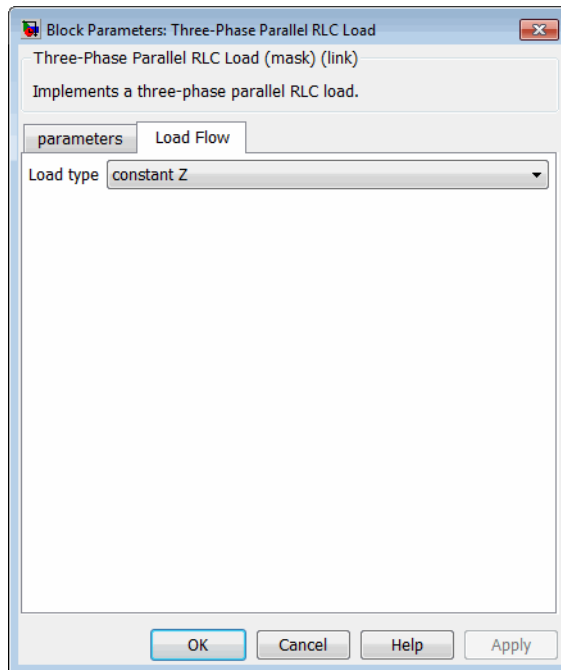 Block Parameters: Three-Phase Parallel RLC Load
Three-Phase Parallel RLC Load (mask) (link)
Implements a three-phase parallel RLC load.
parameters Load Flow
Load type constant Z
OK Cancel Help Apply